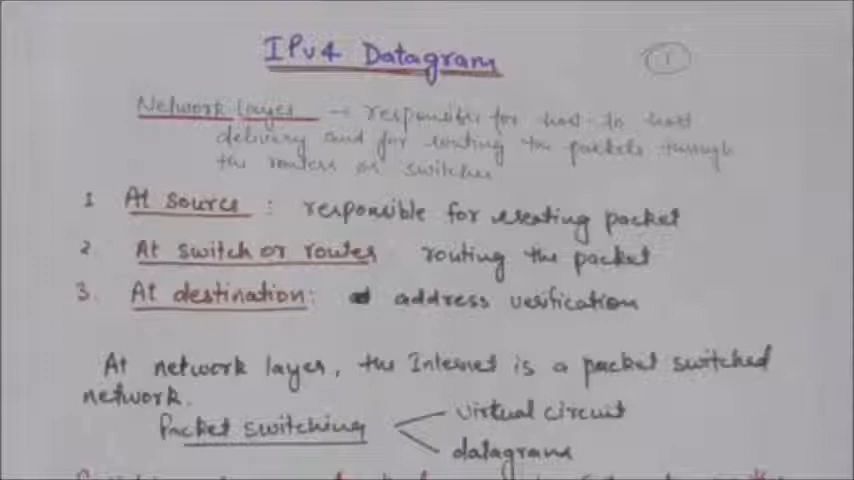 IPv4 Datagram
1
Network layer → responsible for host to host
delivery and for routing the packets through
the routers or switches
1 At source : responsible for creating packet
2. At switch or router routing the packet
3. At destination: address verification
At network layer, the Internet is a packet switched
network.
Packet switching
virtual circuit
datagrams